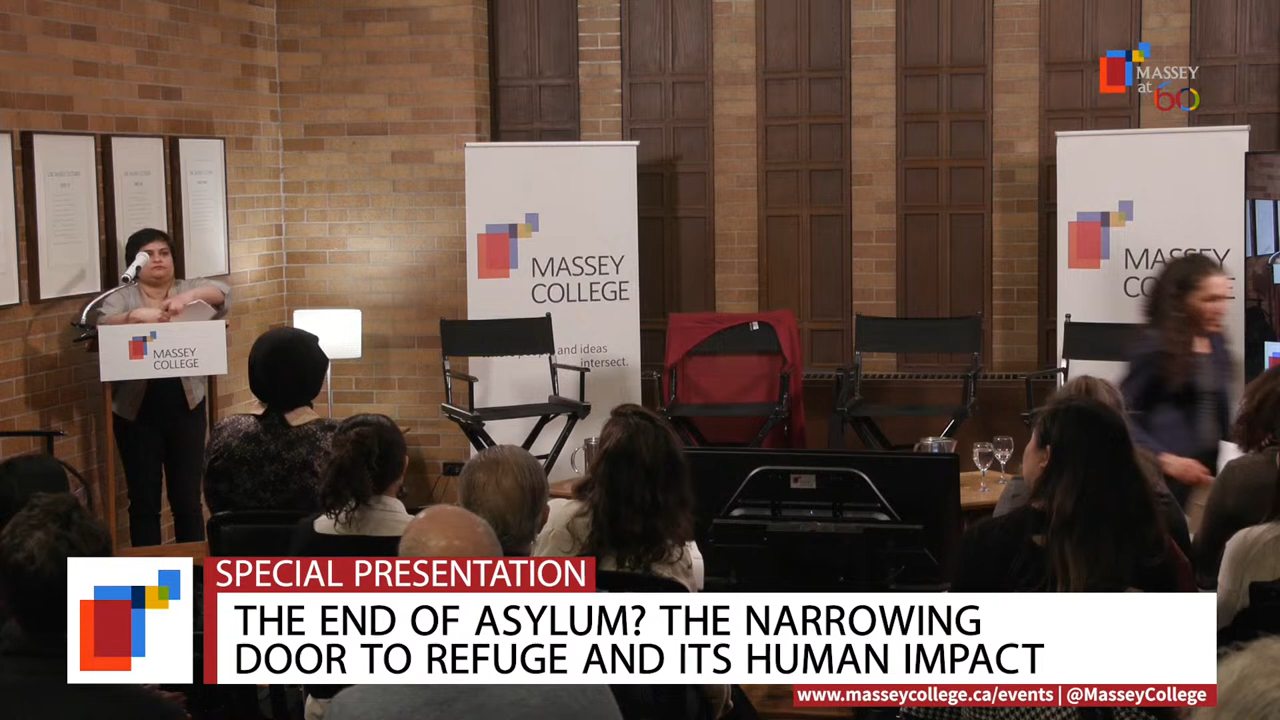 MASSEY
at 60
MASSEY
COLLEGE
and ideas
intersect.
MASSEY
MASSEY
COLLEGE
SPECIAL PRESENTATION
THE END OF ASYLUM? THE NARROWING
DOOR TO REFUGE AND ITS HUMAN IMPACT
www.masseycollege.ca/events | @MasseyCollege